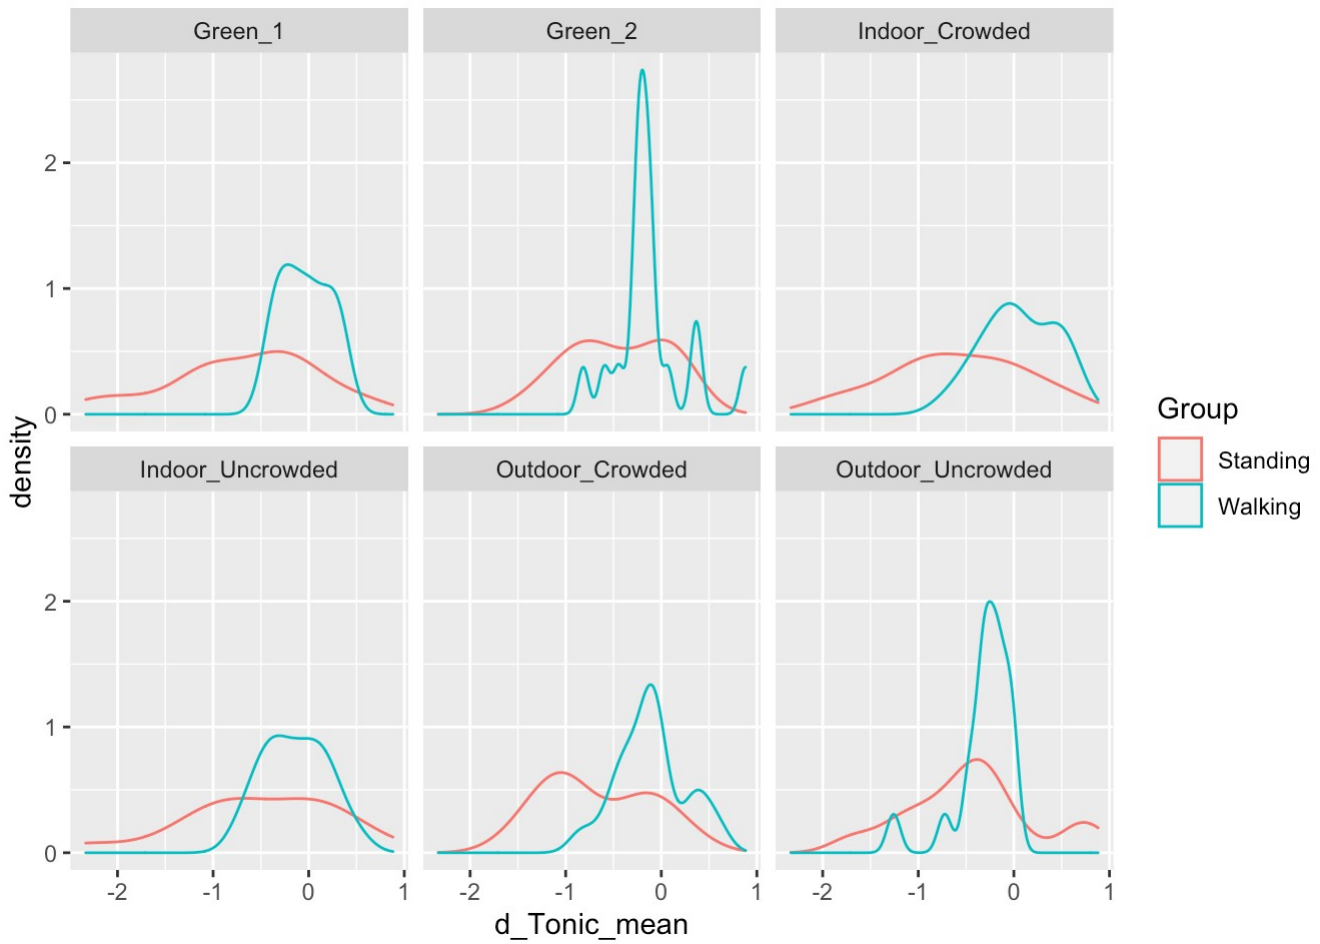 Green_1
Green_2
Indoor_Crowded
2
1
0
Indoor_Uncrowded
Outdoor_Crowded
Outdoor_Uncrowded
2
1
0
-2 -1 0 1
-2 -1 0 1
-2 -1 0 1
d_Tonic_mean
density
Group
Standing
Walking